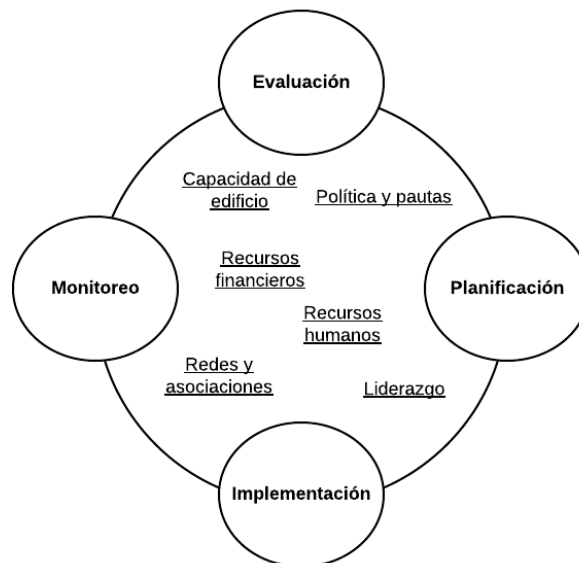 Evaluación
Capacidad de
edificio
Política y pautas
Recursos
financieros
Monitoreo
Planificación
Recursos
humanos
Redes y
asociaciones
Liderazgo
Implementación